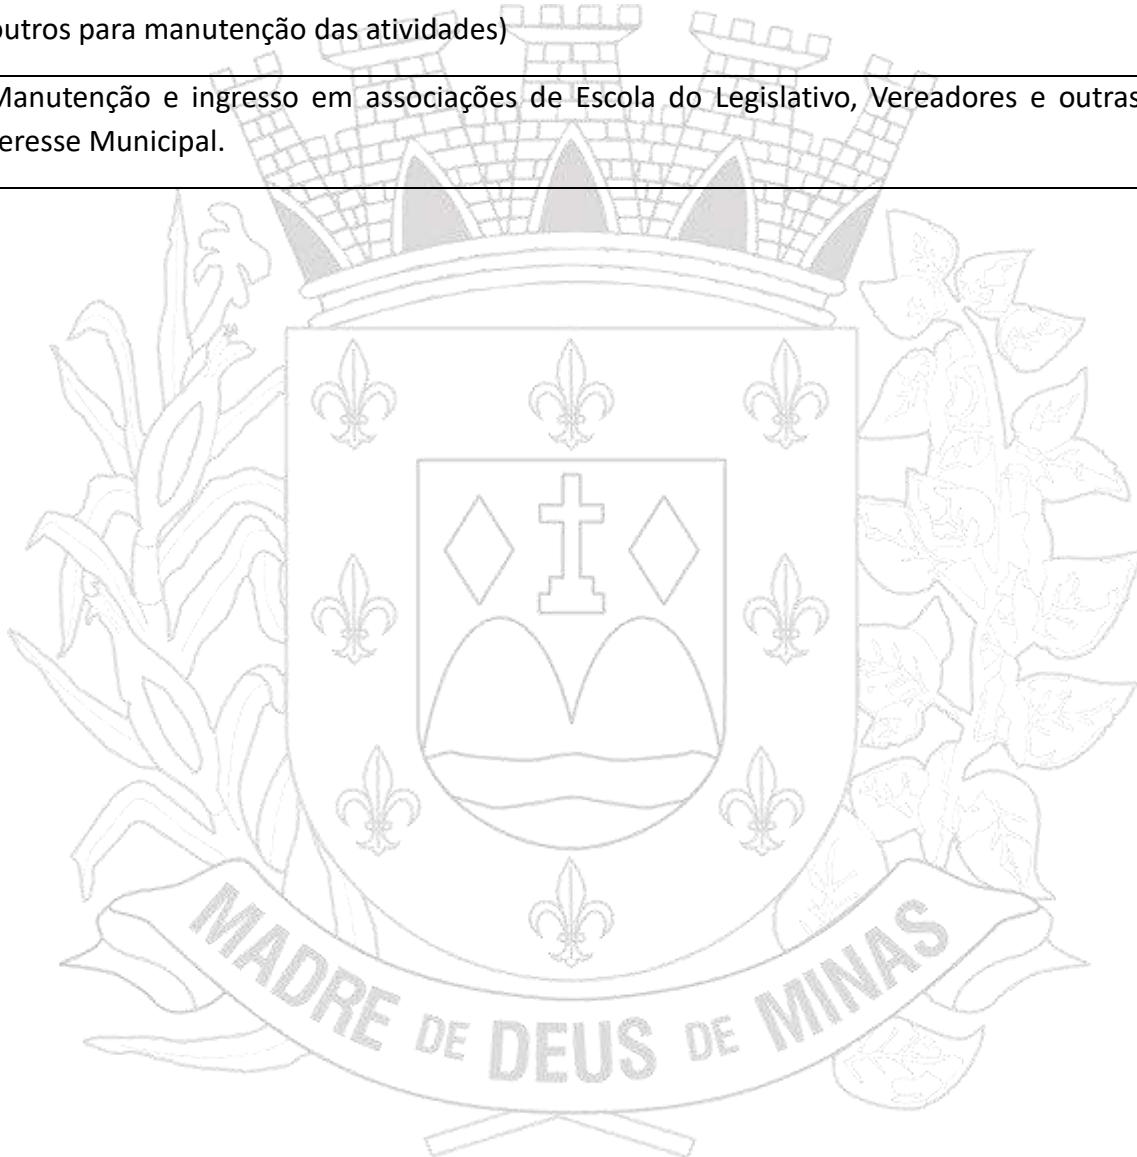 outros para manutenção das atividades)
Manutenção e ingresso em associações de Escola do Legislativo, Vereadores e outras
eresse Municipal.
MADRE DE DEUS DE MINAS